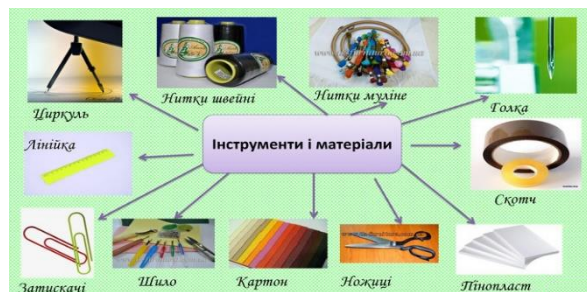 Циркуль
Нитки швейні
Нитки муліне
Голка
Лінійка
Інструменти і матеріали
Скотч
Затискачі
Шило
Картон
Ножиці
Пінопласт